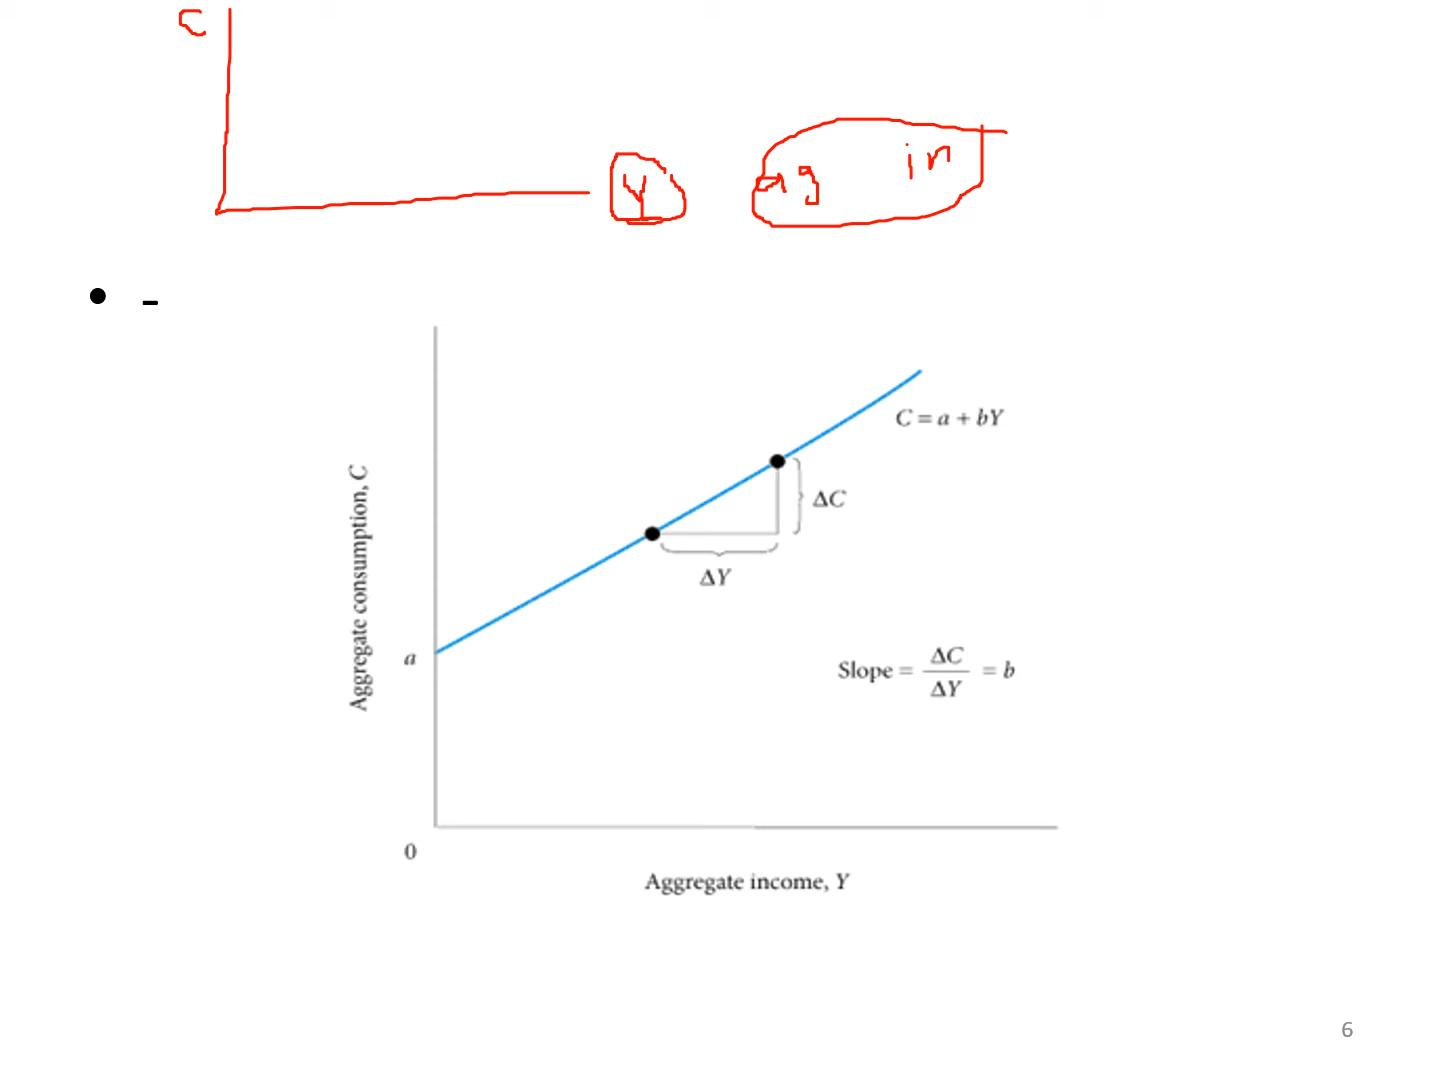 C
Y ag in
• -
C = a + bY
ΔC
ΔY
Aggregate consumption, C
a
Slope = ΔC / ΔY = b
0
Aggregate income, Y
6